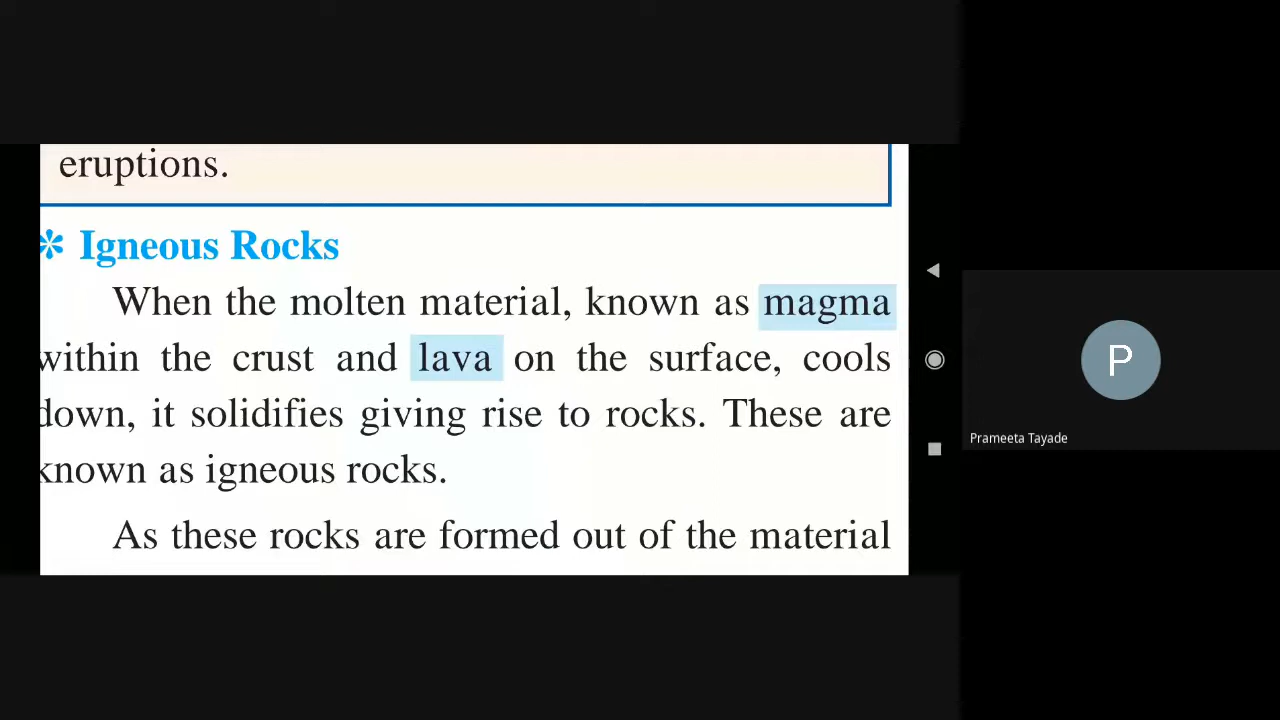 eruptions.
* Igneous Rocks
When the molten material, known as magma
within the crust and lava on the surface, cools
down, it solidifies giving rise to rocks. These are
known as igneous rocks.
As these rocks are formed out of the material
P
Prameeta Tayade